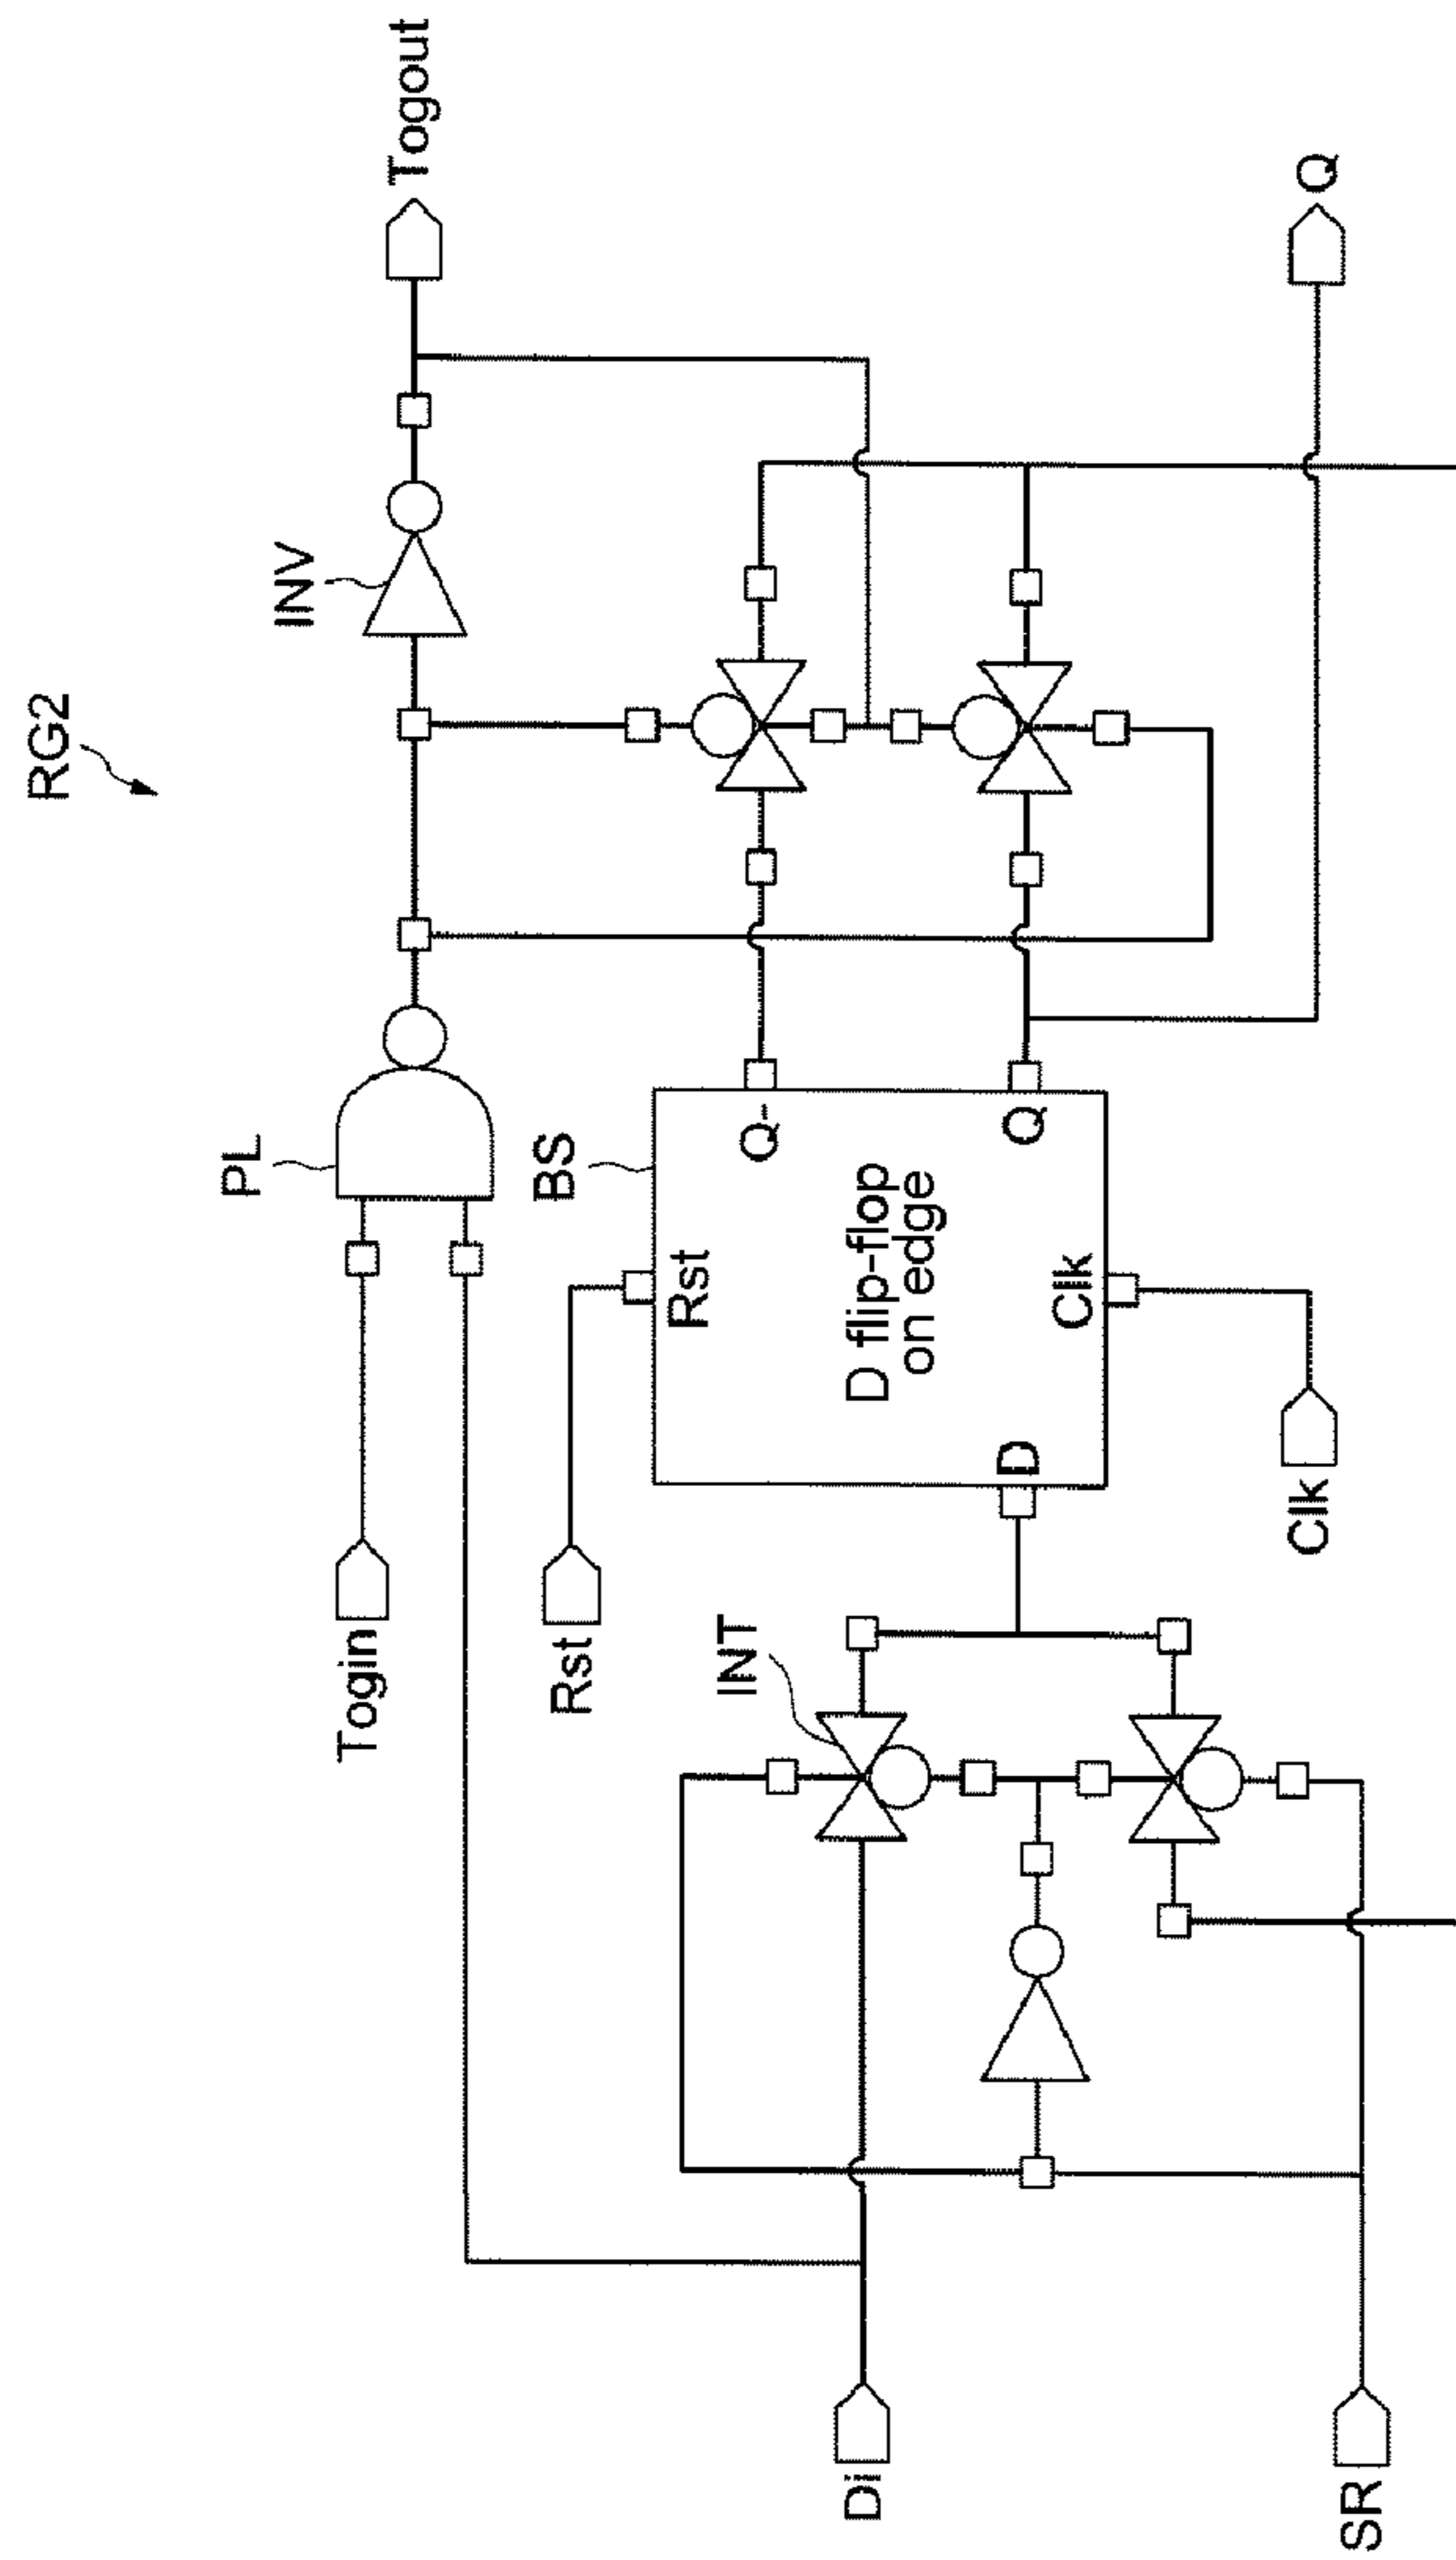 RG2
Togin
PL
INV
Togout
Rst
BS
Rst
Q-
D flip-flop
on edge
D
Q
Clk
INT
Di
SR
Clk
Q